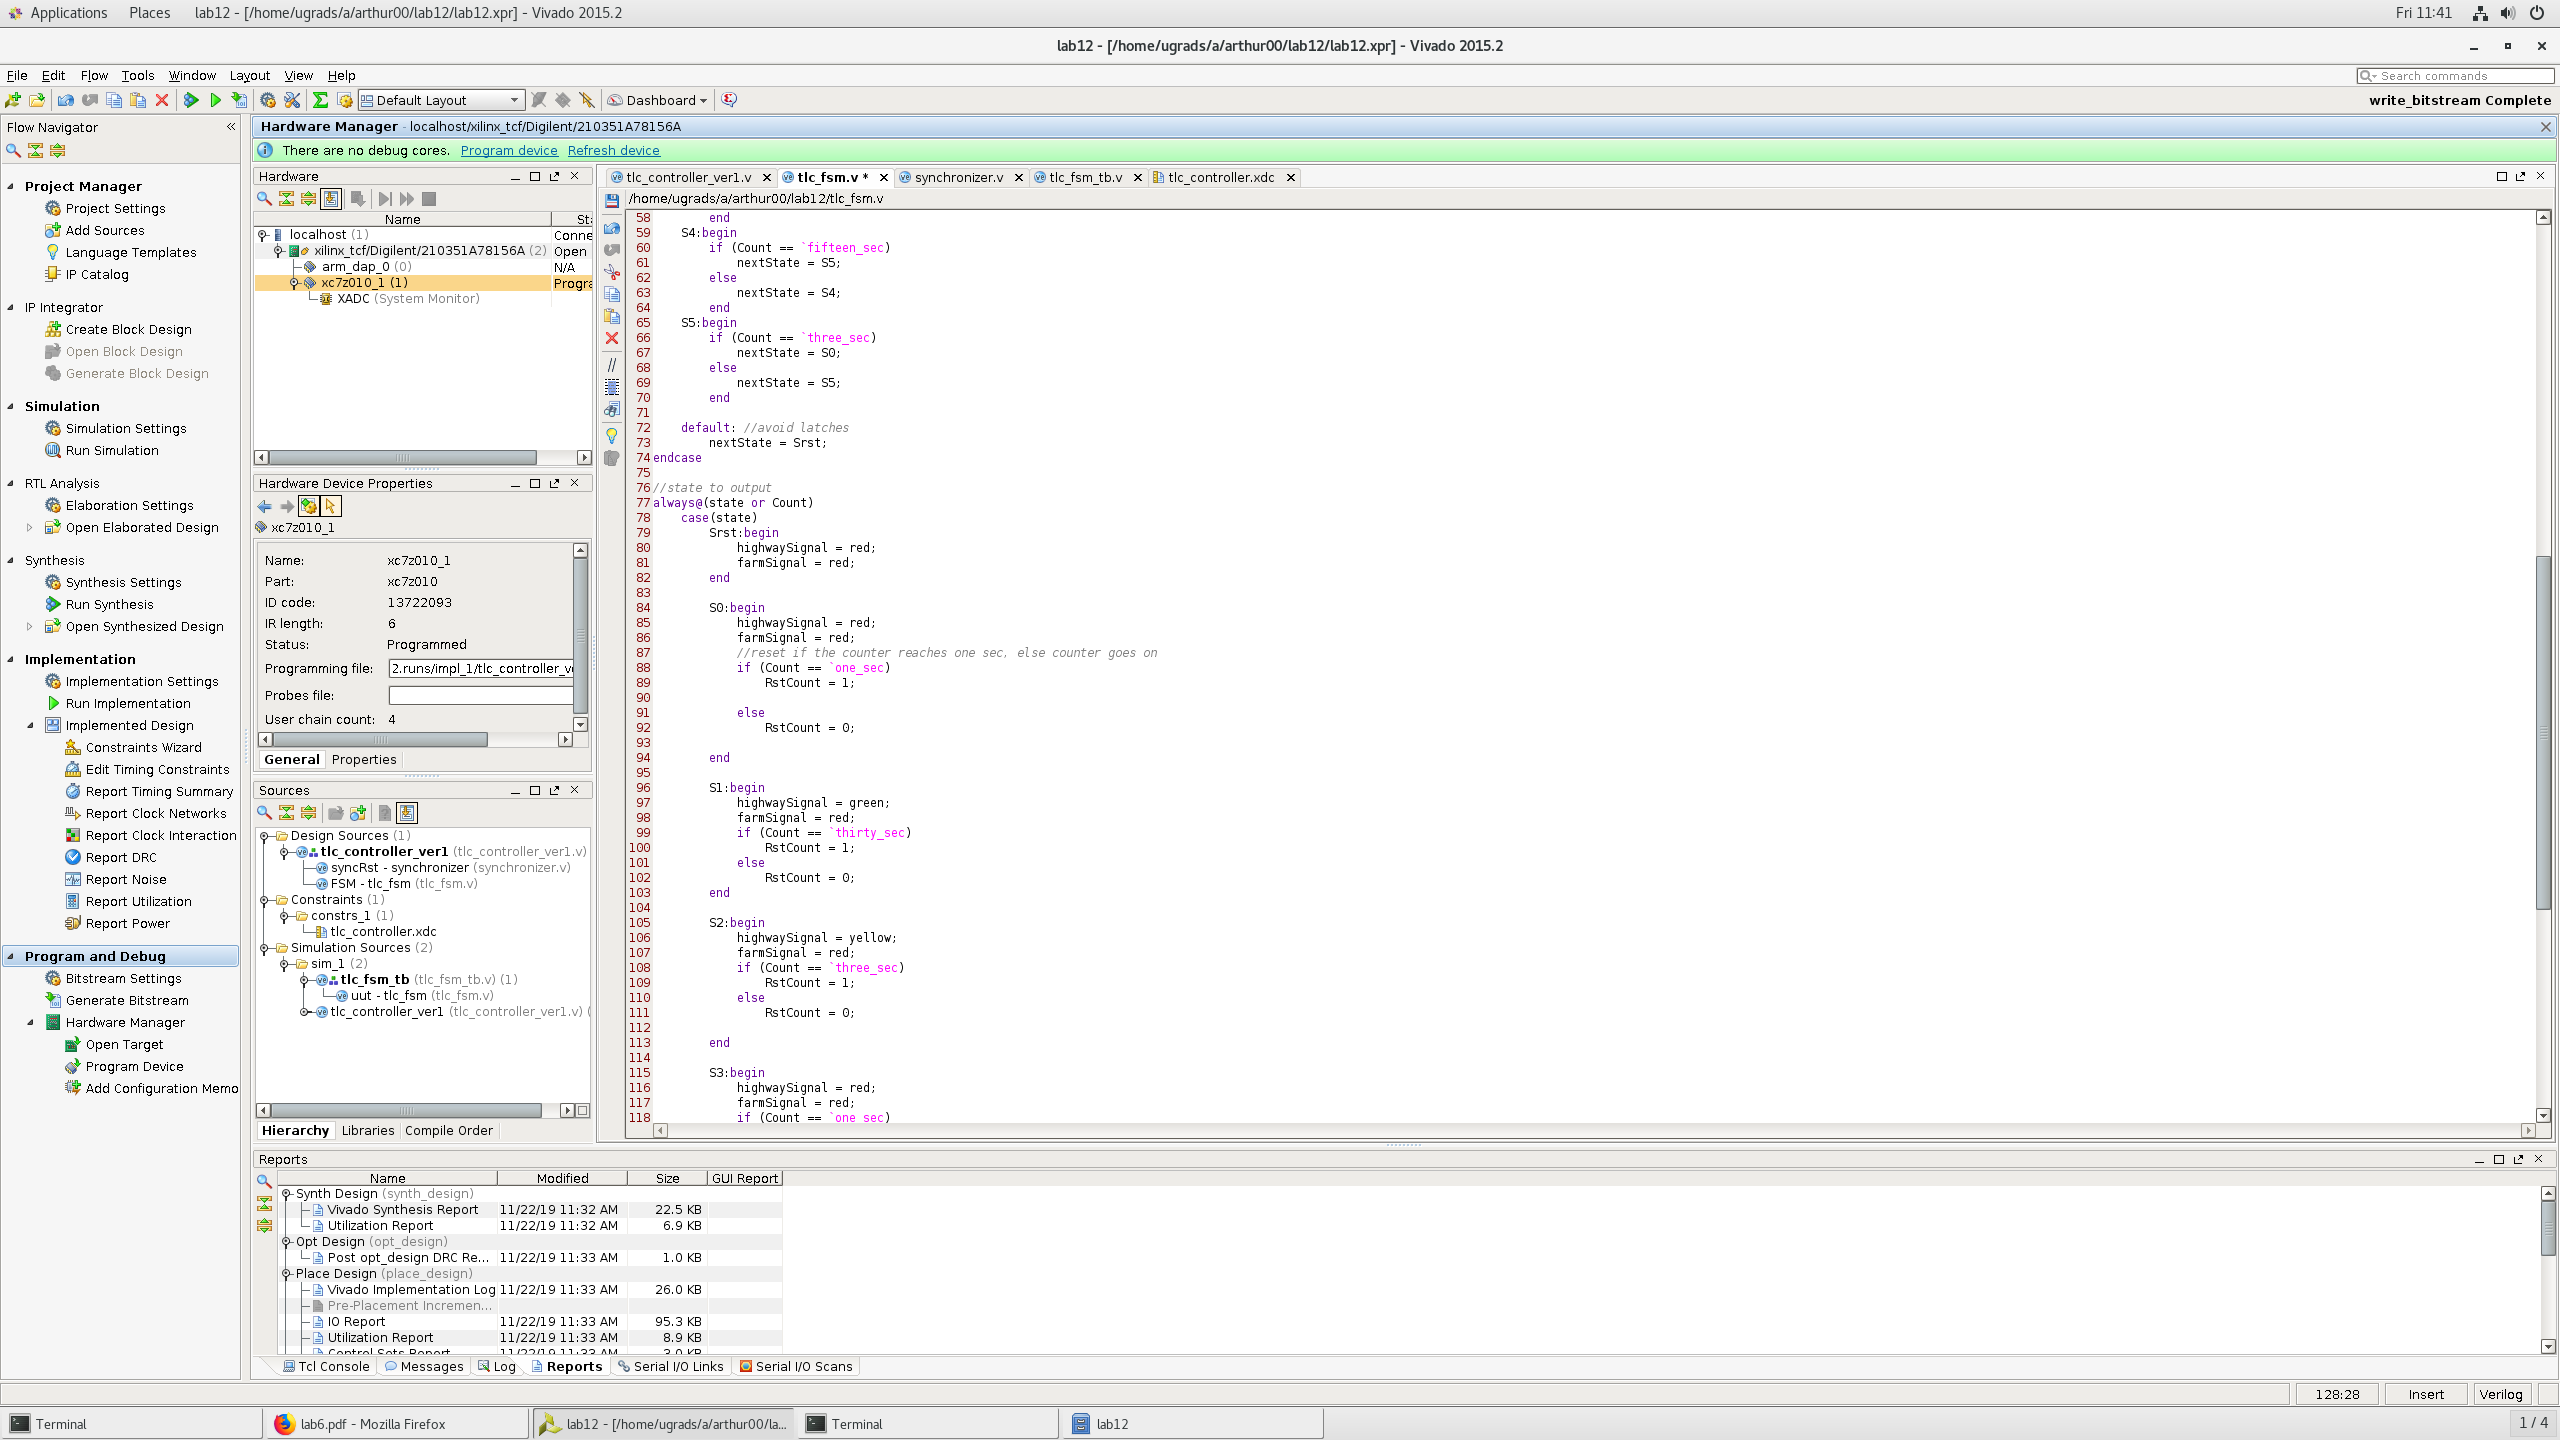 Applications Places lab12 - [/home/ugrads/a/arthur00/lab12/lab12.xpr] - Vivado 2015.2 Fri 11:41
lab12 - [/home/ugrads/a/arthur00/lab12/lab12.xpr] - Vivado 2015.2
File Edit Flow Tools Window Layout View Help Search commands
Default Layout Dashboard write_bitstream Complete
Flow Navigator
Project Manager
Project Settings
Add Sources
Language Templates
IP Catalog
IP Integrator
Create Block Design
Open Block Design
Generate Block Design
Simulation
Simulation Settings
Run Simulation
RTL Analysis
Elaboration Settings
Open Elaborated Design
Synthesis
Synthesis Settings
Run Synthesis
Open Synthesized Design
Implementation
Implementation Settings
Run Implementation
Implemented Design
Constraints Wizard
Edit Timing Constraints
Report Timing Summary
Report Clock Networks
Report Clock Interaction
Report DRC
Report Noise
Report Utilization
Report Power
Program and Debug
Bitstream Settings
Generate Bitstream
Hardware Manager
Open Target
Program Device
Add Configuration Memo
Hardware Manager - localhost/xilinx_tcf/Digilent/210351A78156A
There are no debug cores. Program device Refresh device
Hardware
Name Sta
localhost (1) Conne
xilinx_tcf/Digilent/210351A78156A (2) Open
arm_dap_0 (0) N/A
xc7z010_1 (1) Progra
XADC (System Monitor)
Hardware Device Properties
xc7z010_1
Name: xc7z010_1
Part: xc7z010
ID code: 13722093
IR length: 6
Status: Programmed
Programming file: 2.runs/impl_1/tlc_controller_ve
Probes file:
User chain count: 4
General Properties
Sources
Design Sources (1)
tlc_controller_ver1 (tlc_controller_ver1.v)
syncRst - synchronizer (synchronizer.v)
FSM - tlc_fsm (tlc_fsm.v)
Constraints (1)
constrs_1 (1)
tlc_controller.xdc
Simulation Sources (2)
sim_1 (2)
tlc_fsm_tb (tlc_fsm_tb.v) (1)
uut - tlc_fsm (tlc_fsm.v)
tlc_controller_ver1 (tlc_controller_ver1.v) (
Hierarchy Libraries Compile Order
tlc_controller_ver1.v tlc_fsm.v * synchronizer.v tlc_fsm_tb.v tlc_controller.xdc
/home/ugrads/a/arthur00/lab12/tlc_fsm.v
58 end
59 S4:begin
60 if (Count == `fifteen_sec)
61 nextState = S5;
62 else
63 nextState = S4;
64 end
65 S5:begin
66 if (Count == `three_sec)
67 nextState = S0;
68 else
69 nextState = S5;
70 end
71
72 default: //avoid latches
73 nextState = Srst;
74 endcase
75
76 //state to output
77 always@(state or Count)
78 case(state)
79 Srst:begin
80 highwaySignal = red;
81 farmSignal = red;
82 end
83
84 S0:begin
85 highwaySignal = red;
86 farmSignal = red;
87 //reset if the counter reaches one sec, else counter goes on
88 if (Count == `one_sec)
89 RstCount = 1;
90
91 else
92 RstCount = 0;
93
94 end
95
96 S1:begin
97 highwaySignal = green;
98 farmSignal = red;
99 if (Count == `thirty_sec)
100 RstCount = 1;
101 else
102 RstCount = 0;
103 end
104
105 S2:begin
106 highwaySignal = yellow;
107 farmSignal = red;
108 if (Count == `three_sec)
109 RstCount = 1;
110 else
111 RstCount = 0;
112
113 end
114
115 S3:begin
116 highwaySignal = red;
117 farmSignal = red;
118 if (Count == `one_sec)
Reports
Name Modified Size GUI Report
Synth Design (synth_design)
Vivado Synthesis Report 11/22/19 11:32 AM 22.5 KB
Utilization Report 11/22/19 11:32 AM 6.9 KB
Opt Design (opt_design)
Post opt_design DRC Re... 11/22/19 11:33 AM 1.0 KB
Place Design (place_design)
Vivado Implementation Log 11/22/19 11:33 AM 26.0 KB
Pre-Placement Incremen...
IO Report 11/22/19 11:33 AM 95.3 KB
Utilization Report 11/22/19 11:33 AM 8.9 KB
Control Sets Report 11/22/19 11:33 AM 3.0 KB
Tcl Console Messages Log Reports Serial I/O Links Serial I/O Scans
128:28 Insert Verilog
Terminal lab6.pdf - Mozilla Firefox lab12 - [/home/ugrads/a/arthur00/la... Terminal lab12 1 / 4